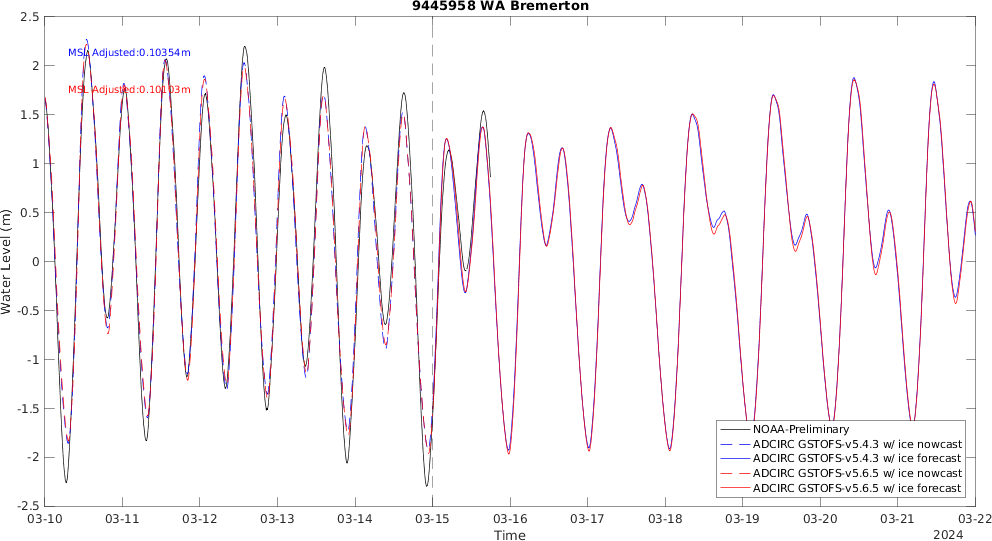 9445958 WA Bremerton
2.5
2
1.5
1
0.5
0
-0.5
-1
-1.5
-2
-2.5
Water Level (m)
MSL Adjusted:0.10354m
MSL Adjusted:0.10103m
NOAA-Preliminary
ADCIRC GSTOFS-v5.4.3 w/ ice nowcast
ADCIRC GSTOFS-v5.4.3 w/ ice forecast
ADCIRC GSTOFS-v5.6.5 w/ ice nowcast
ADCIRC GSTOFS-v5.6.5 w/ ice forecast
03-10 03-11 03-12 03-13 03-14 03-15 03-16 03-17 03-18 03-19 03-20 03-21 03-22
Time
2024